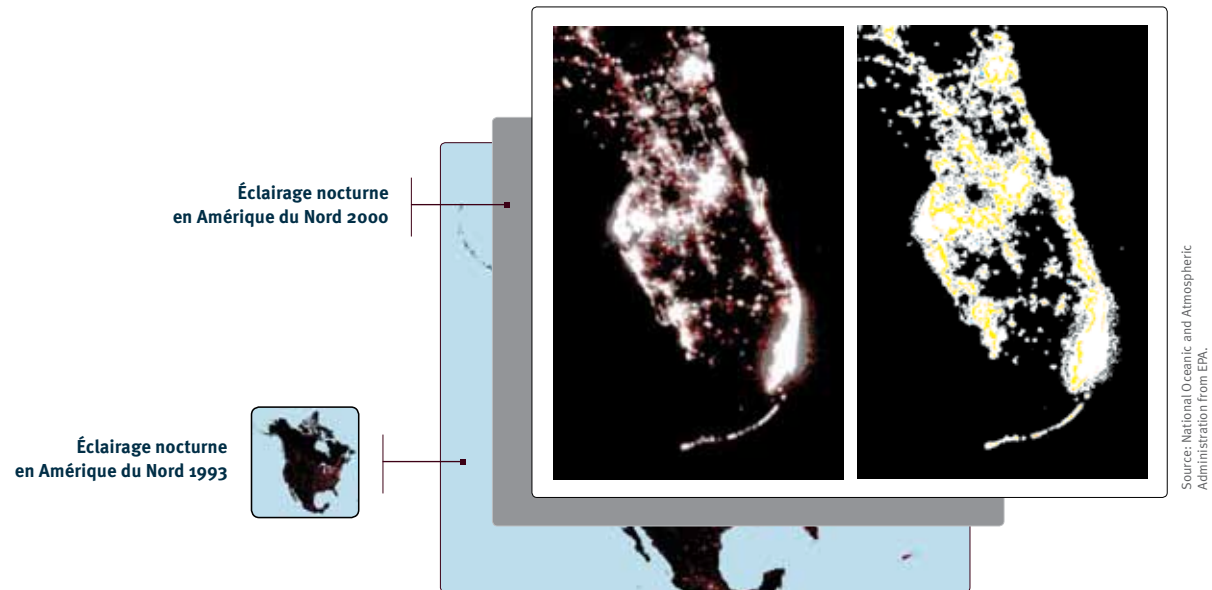 Éclairage nocturne
en Amérique du Nord 2000
Éclairage nocturne
en Amérique du Nord 1993
Source: National Oceanic and Atmospheric
Administration from EPA.